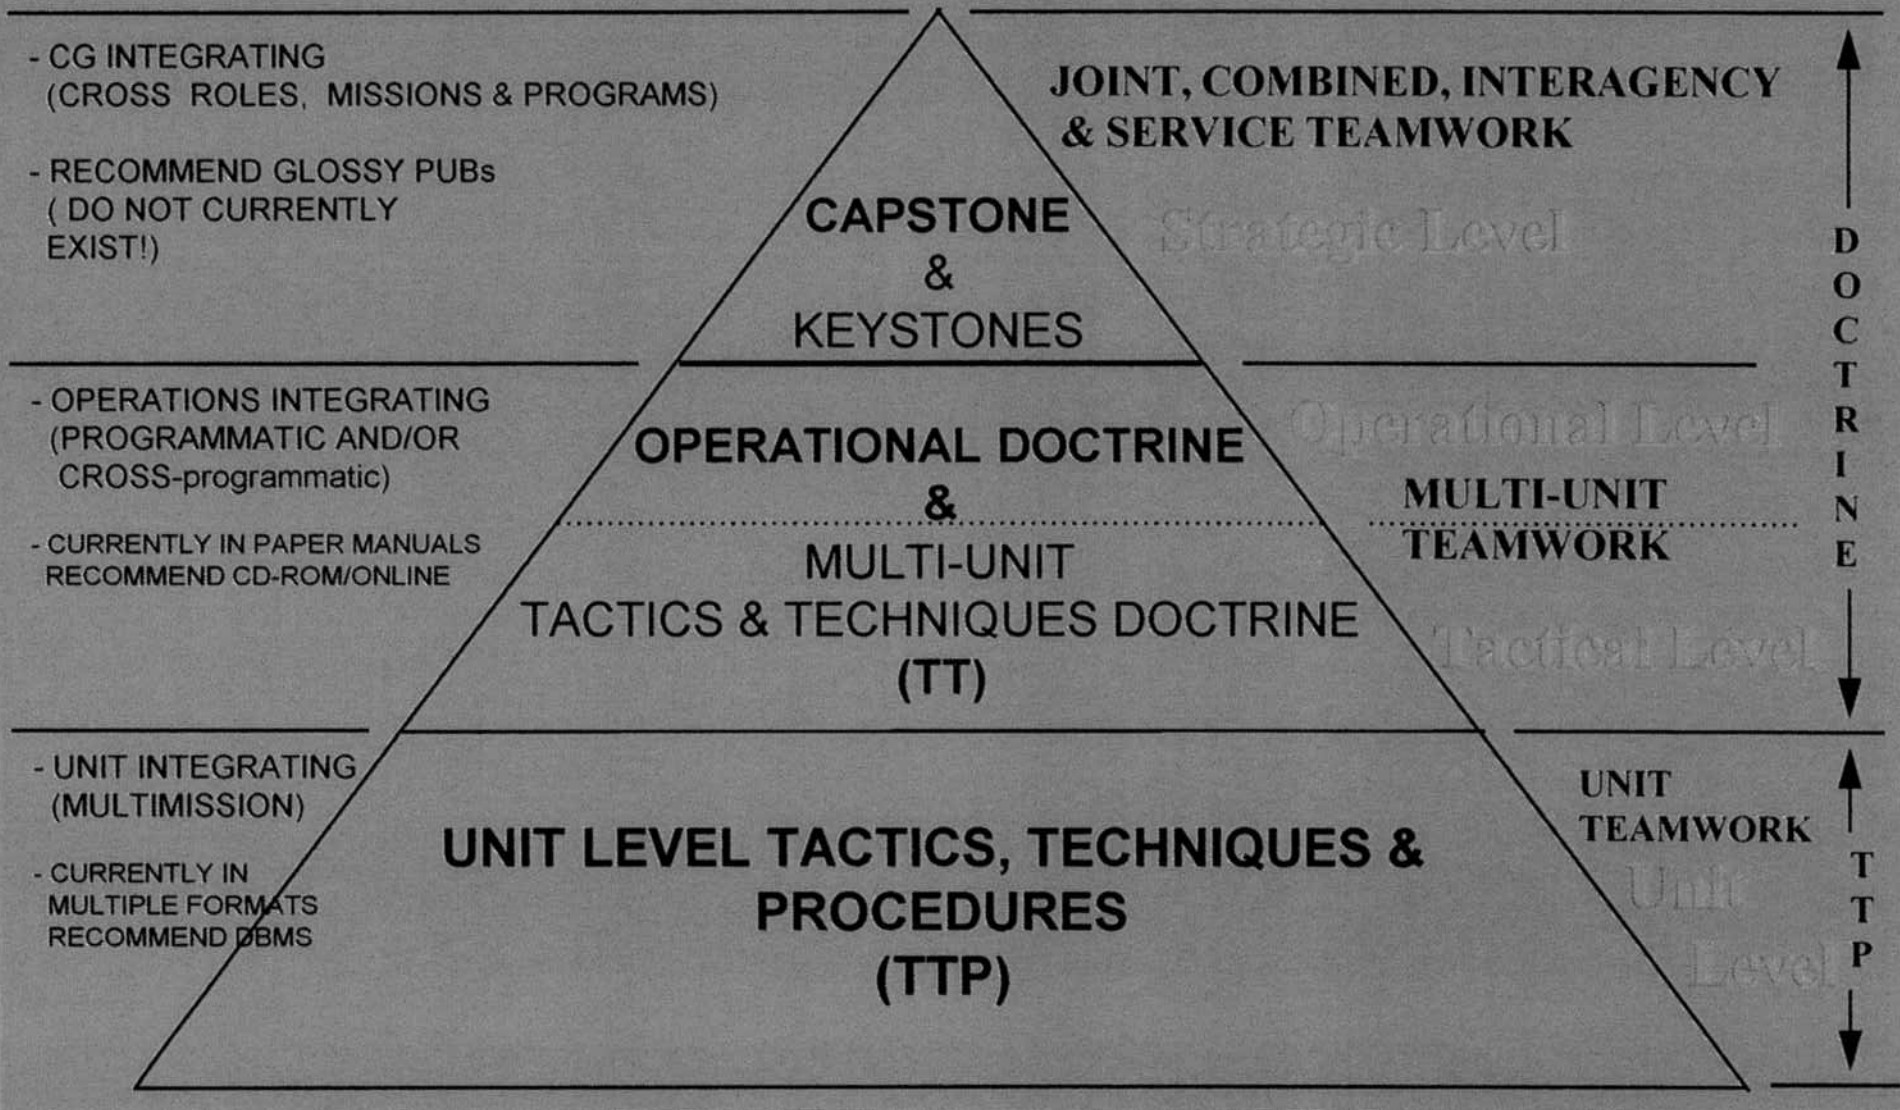 - CG INTEGRATING
(CROSS ROLES, MISSIONS & PROGRAMS)
- RECOMMEND GLOSSY PUBs
( DO NOT CURRENTLY
EXIST!)
CAPSTONE
&
KEYSTONES
JOINT, COMBINED, INTERAGENCY
& SERVICE TEAMWORK
Strategic Level
- OPERATIONS INTEGRATING
(PROGRAMMATIC AND/OR
CROSS-programmatic)
- CURRENTLY IN PAPER MANUALS
RECOMMEND CD-ROM/ONLINE
OPERATIONAL DOCTRINE
&
MULTI-UNIT
TACTICS & TECHNIQUES DOCTRINE
(TT)
Operational Level
MULTI-UNIT
TEAMWORK
Tactical Level
DOCTRINE
- UNIT INTEGRATING
(MULTIMISSION)
- CURRENTLY IN
MULTIPLE FORMATS
RECOMMEND DBMS
UNIT LEVEL TACTICS, TECHNIQUES &
PROCEDURES
(TTP)
UNIT
TEAMWORK
Unit
Level
TTP